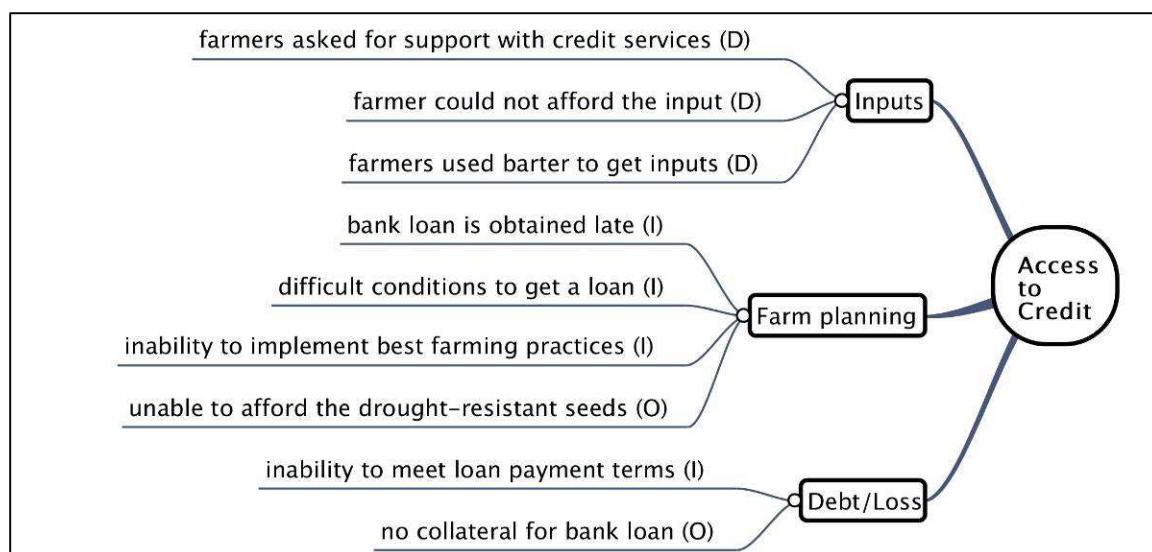 farmers asked for support with credit services (D)
farmer could not afford the input (D)
farmers used barter to get inputs (D)
Inputs
bank loan is obtained late (I)
difficult conditions to get a loan (I)
inability to implement best farming practices (I)
unable to afford the drought-resistant seeds (O)
Farm planning
inability to meet loan payment terms (I)
no collateral for bank loan (O)
Debt/Loss
Access
to
Credit